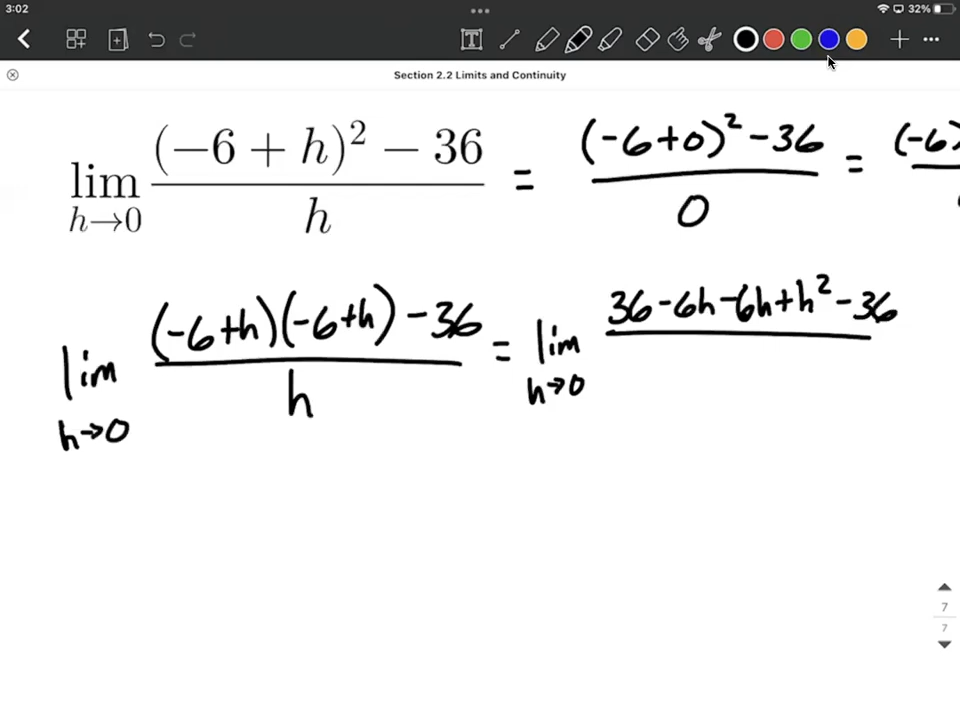 3:02 32%
T
Section 2.2 Limits and Continuity
lim h→0 (−6 + h)² − 36 / h = (-6+0)² -36 / 0 = (-6)
lim h→0 (-6+h)(-6+h) -36 / h = lim h→0 36 -6h -6h + h² -36
7
7